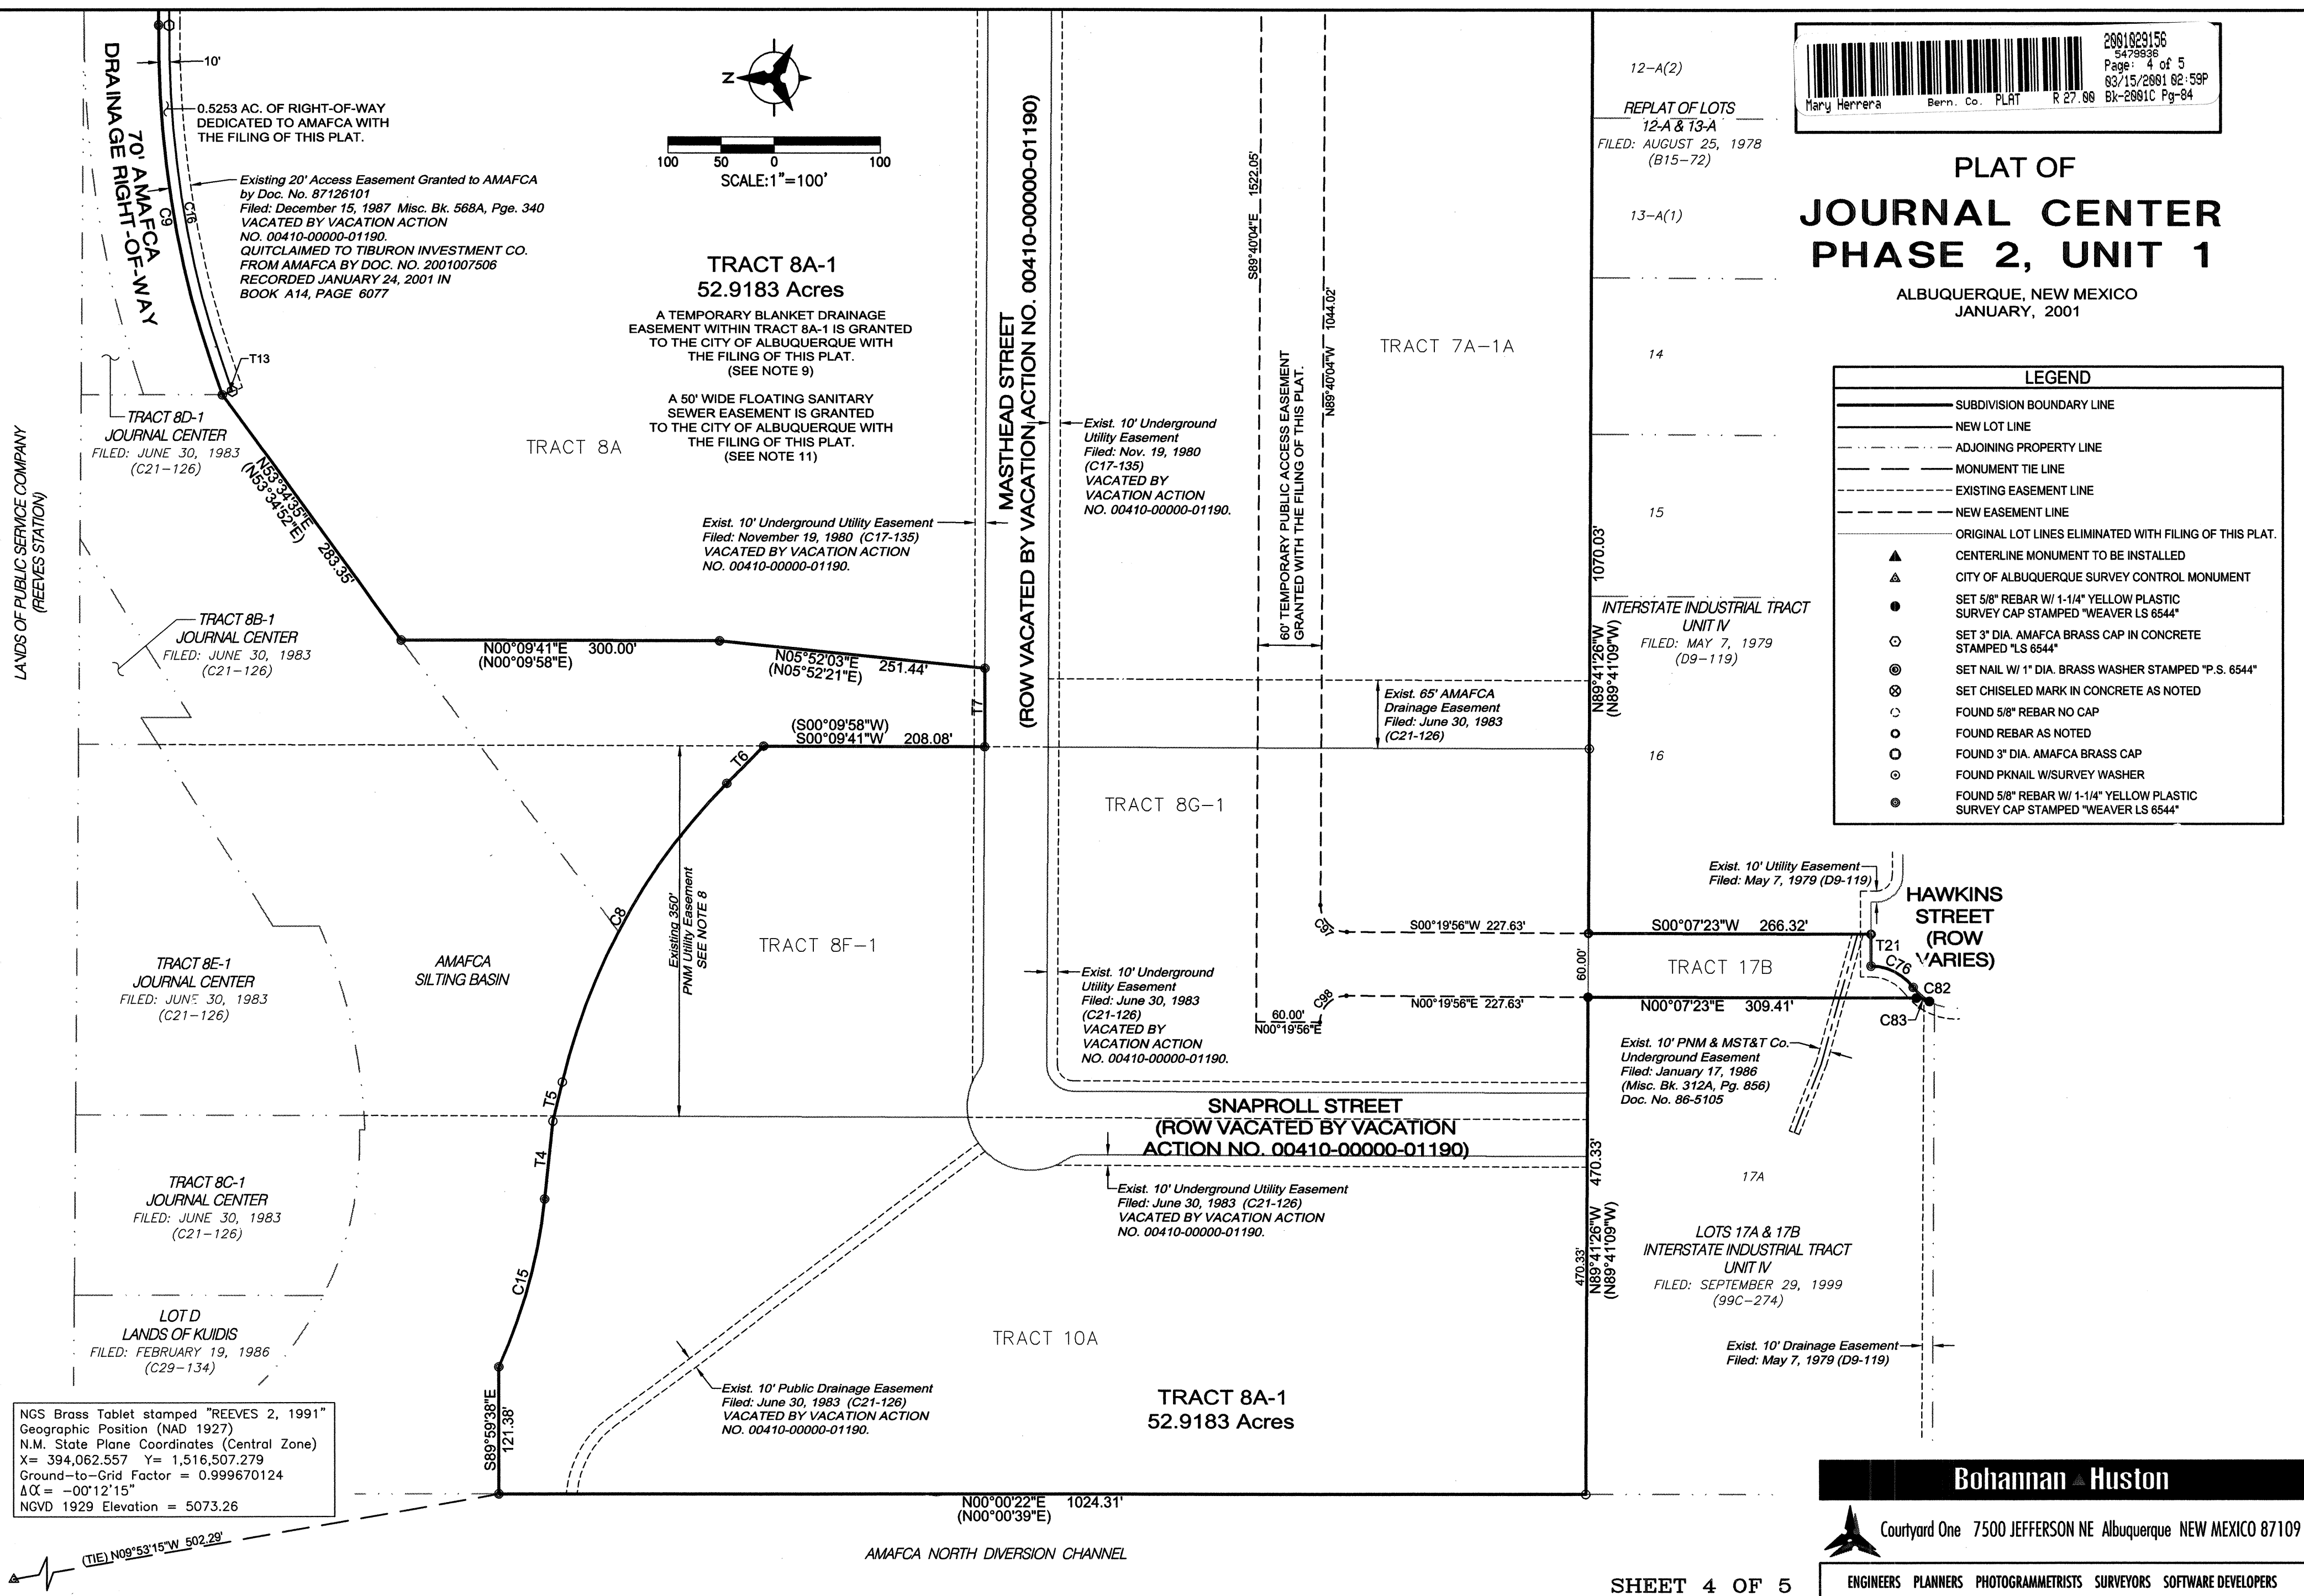 2001029156
5479936
Page: 4 of 5
03/15/2001 02:59P
Mary Herrera Bern. Co. PLAT R 27.00 Bk-2001C Pg-84
PLAT OF
JOURNAL CENTER
PHASE 2, UNIT 1
ALBUQUERQUE, NEW MEXICO
JANUARY, 2001
LEGEND
SUBDIVISION BOUNDARY LINE
NEW LOT LINE
ADJOINING PROPERTY LINE
MONUMENT TIE LINE
EXISTING EASEMENT LINE
NEW EASEMENT LINE
ORIGINAL LOT LINES ELIMINATED WITH FILING OF THIS PLAT.
CENTERLINE MONUMENT TO BE INSTALLED
CITY OF ALBUQUERQUE SURVEY CONTROL MONUMENT
SET 5/8" REBAR W/ 1-1/4" YELLOW PLASTIC
SURVEY CAP STAMPED "WEAVER LS 6544"
SET 3" DIA. AMAFCA BRASS CAP IN CONCRETE
STAMPED "LS 6544"
SET NAIL W/ 1" DIA. BRASS WASHER STAMPED "P.S. 6544"
SET CHISELED MARK IN CONCRETE AS NOTED
FOUND 5/8" REBAR NO CAP
FOUND REBAR AS NOTED
FOUND 3" DIA. AMAFCA BRASS CAP
FOUND PKNAIL W/SURVEY WASHER
FOUND 5/8" REBAR W/ 1-1/4" YELLOW PLASTIC
SURVEY CAP STAMPED "WEAVER LS 6544"
70' AMAFCA
DRAINAGE RIGHT-OF-WAY
10'
0.5253 AC. OF RIGHT-OF-WAY
DEDICATED TO AMAFCA WITH
THE FILING OF THIS PLAT.
C9
C16
Existing 20' Access Easement Granted to AMAFCA
by Doc. No. 87126101
Filed: December 15, 1987 Misc. Bk. 568A, Pge. 340
VACATED BY VACATION ACTION
NO. 00410-00000-01190.
QUITCLAIMED TO TIBURON INVESTMENT CO.
FROM AMAFCA BY DOC. NO. 2001007506
RECORDED JANUARY 24, 2001 IN
BOOK A14, PAGE 6077
T13
N
100 50 0 100
SCALE:1"=100'
TRACT 8A-1
52.9183 Acres
A TEMPORARY BLANKET DRAINAGE
EASEMENT WITHIN TRACT 8A-1 IS GRANTED
TO THE CITY OF ALBUQUERQUE WITH
THE FILING OF THIS PLAT.
(SEE NOTE 9)
A 50' WIDE FLOATING SANITARY
SEWER EASEMENT IS GRANTED
TO THE CITY OF ALBUQUERQUE WITH
THE FILING OF THIS PLAT.
(SEE NOTE 11)
TRACT 8A
MASTHEAD STREET
(ROW VACATED BY VACATION ACTION NO. 00410-00000-01190)
Exist. 10' Underground
Utility Easement
Filed: Nov. 19, 1980
(C17-135)
VACATED BY
VACATION ACTION
NO. 00410-00000-01190.
Exist. 10' Underground Utility Easement
Filed: November 19, 1980 (C17-135)
VACATED BY VACATION ACTION
NO. 00410-00000-01190.
S89°40'04"E 1522.05'
N89°40'04"W 1044.02'
60' TEMPORARY PUBLIC ACCESS EASEMENT
GRANTED WITH THE FILING OF THIS PLAT.
TRACT 7A-1A
12-A(2)
REPLAT OF LOTS
12-A & 13-A
FILED: AUGUST 25, 1978
(B15-72)
13-A(1)
14
15
1070.03'
N89°41'26"W
(N89°41'09"W)
INTERSTATE INDUSTRIAL TRACT
UNIT IV
FILED: MAY 7, 1979
(D9-119)
16
LANDS OF PUBLIC SERVICE COMPANY
(REEVES STATION)
TRACT 8D-1
JOURNAL CENTER
FILED: JUNE 30, 1983
(C21-126)
N53°34'35"E
(N53°34'52"E)
283.35'
TRACT 8B-1
JOURNAL CENTER
FILED: JUNE 30, 1983
(C21-126)
N00°09'41"E 300.00'
(N00°09'58"E)
N05°52'03"E 251.44'
(N05°52'21"E)
T7
(S00°09'58"W)
S00°09'41"W 208.08'
T6
C8
Existing 350'
PNM Utility Easement
SEE NOTE 8
Exist. 65' AMAFCA
Drainage Easement
Filed: June 30, 1983
(C21-126)
TRACT 8G-1
TRACT 8F-1
TRACT 8E-1
JOURNAL CENTER
FILED: JUNE 30, 1983
(C21-126)
AMAFCA
SILTING BASIN
Exist. 10' Underground
Utility Easement
Filed: June 30, 1983
(C21-126)
VACATED BY
VACATION ACTION
NO. 00410-00000-01190.
C97
S00°19'56"W 227.63'
C98
N00°19'56"E 227.63'
60.00'
N00°19'56"E
60.00'
S00°07'23"W 266.32'
TRACT 17B
N00°07'23"E 309.41'
Exist. 10' Utility Easement
Filed: May 7, 1979 (D9-119)
HAWKINS
STREET
(ROW
VARIES)
T21
C76
C82
C83
Exist. 10' PNM & MST&T Co.
Underground Easement
Filed: January 17, 1986
(Misc. Bk. 312A, Pg. 856)
Doc. No. 86-5105
T5
T4
C15
SNAPROLL STREET
(ROW VACATED BY VACATION
ACTION NO. 00410-00000-01190)
Exist. 10' Underground Utility Easement
Filed: June 30, 1983 (C21-126)
VACATED BY VACATION ACTION
NO. 00410-00000-01190.
470.33'
470.33'
N89°41'26"W
(N89°41'09"W)
17A
LOTS 17A & 17B
INTERSTATE INDUSTRIAL TRACT
UNIT IV
FILED: SEPTEMBER 29, 1999
(99C-274)
Exist. 10' Drainage Easement
Filed: May 7, 1979 (D9-119)
TRACT 8C-1
JOURNAL CENTER
FILED: JUNE 30, 1983
(C21-126)
LOT D
LANDS OF KUIDIS
FILED: FEBRUARY 19, 1986
(C29-134)
TRACT 10A
TRACT 8A-1
52.9183 Acres
Exist. 10' Public Drainage Easement
Filed: June 30, 1983 (C21-126)
VACATED BY VACATION ACTION
NO. 00410-00000-01190.
S89°59'38"E
121.38'
NGS Brass Tablet stamped "REEVES 2, 1991"
Geographic Position (NAD 1927)
N.M. State Plane Coordinates (Central Zone)
X= 394,062.557 Y= 1,516,507.279
Ground-to-Grid Factor = 0.999670124
Δα = -00°12'15"
NGVD 1929 Elevation = 5073.26
(TIE) N09°53'15"W 502.29'
N00°00'22"E 1024.31'
(N00°00'39"E)
AMAFCA NORTH DIVERSION CHANNEL
Bohannan Huston
Courtyard One 7500 JEFFERSON NE Albuquerque NEW MEXICO 87109
ENGINEERS PLANNERS PHOTOGRAMMETRISTS SURVEYORS SOFTWARE DEVELOPERS
SHEET 4 OF 5